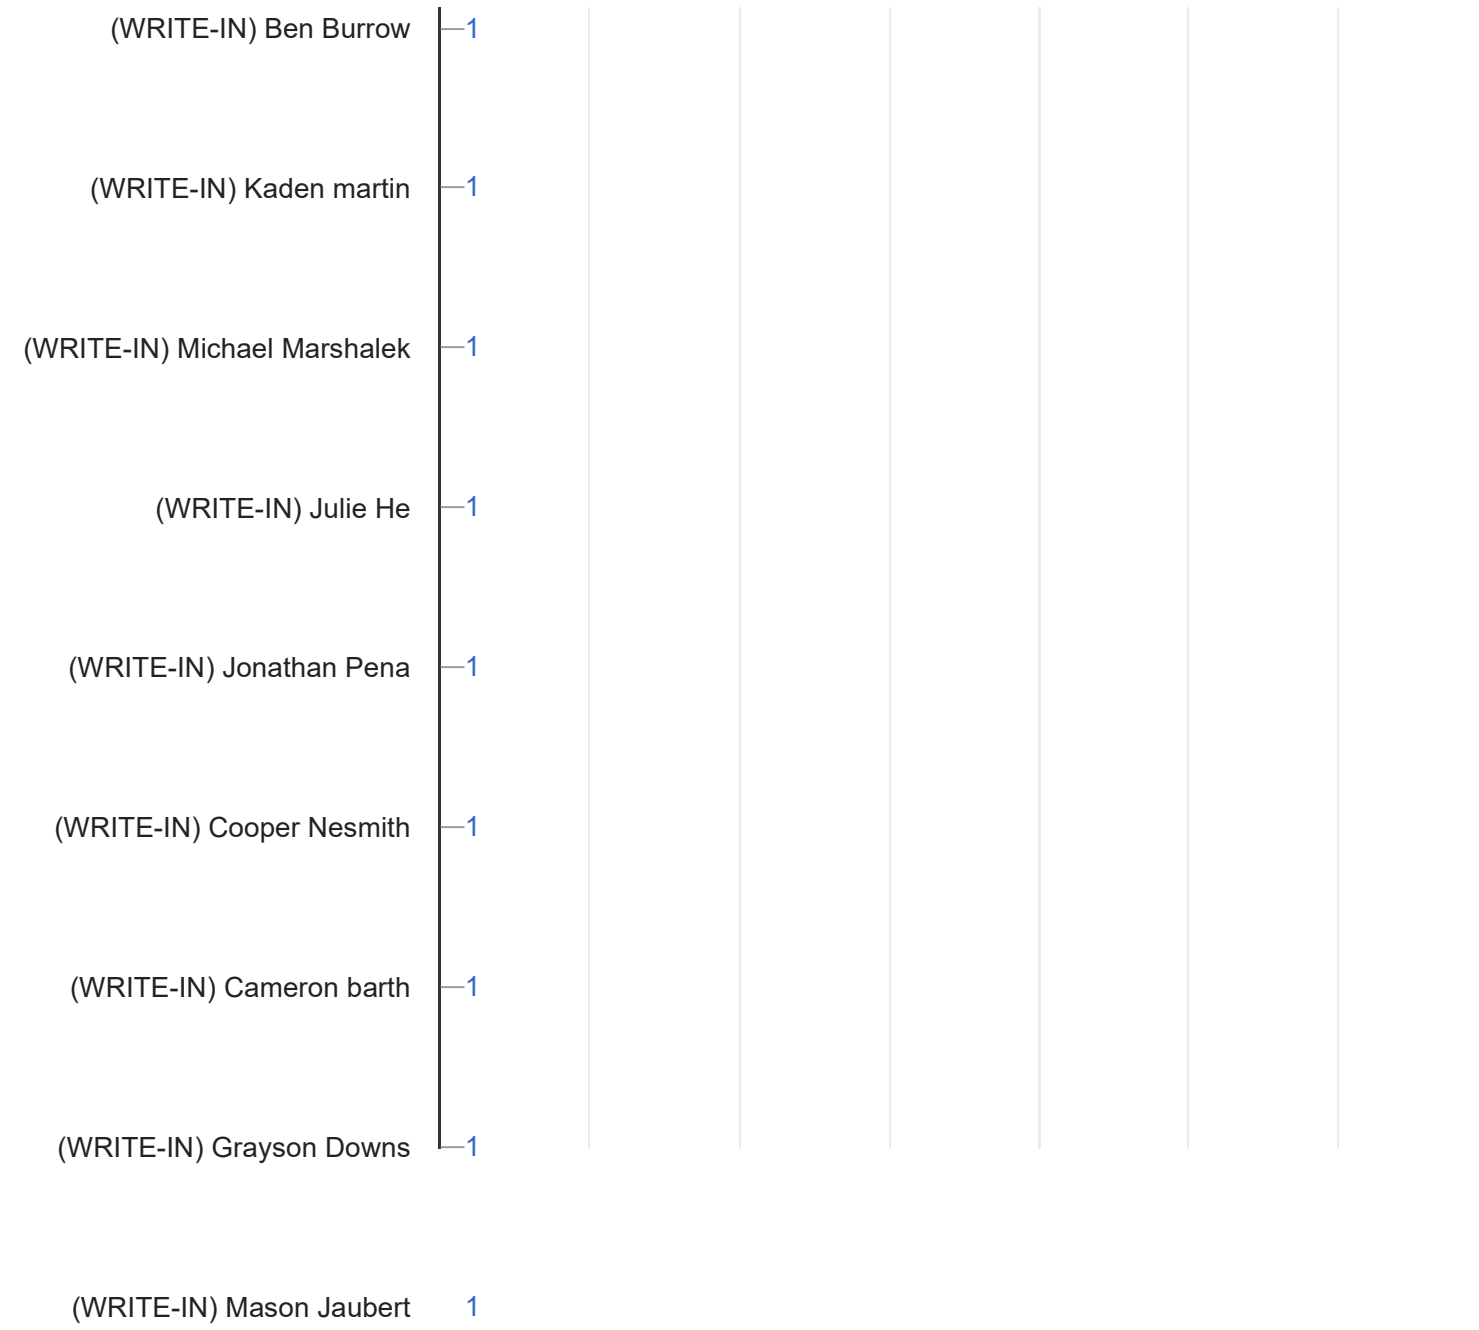 (WRITE-IN) Ben Burrow 1
(WRITE-IN) Kaden martin 1
(WRITE-IN) Michael Marshalek 1
(WRITE-IN) Julie He 1
(WRITE-IN) Jonathan Pena 1
(WRITE-IN) Cooper Nesmith 1
(WRITE-IN) Cameron barth 1
(WRITE-IN) Grayson Downs 1
(WRITE-IN) Mason Jaubert 1